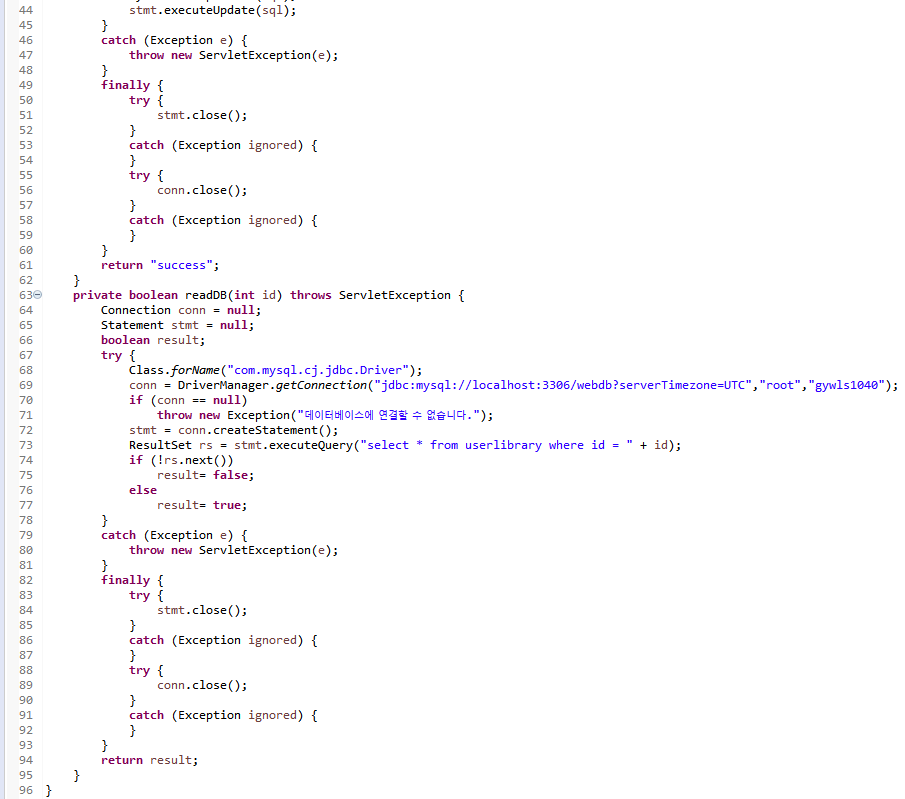 44 stmt.executeUpdate(sql);
45 }
46 catch (Exception e) {
47 throw new ServletException(e);
48 }
49 finally {
50 try {
51 stmt.close();
52 }
53 catch (Exception ignored) {
54 }
55 try {
56 conn.close();
57 }
58 catch (Exception ignored) {
59 }
60 }
61 return "success";
62 }
63 private boolean readDB(int id) throws ServletException {
64 Connection conn = null;
65 Statement stmt = null;
66 boolean result;
67 try {
68 Class.forName("com.mysql.cj.jdbc.Driver");
69 conn = DriverManager.getConnection("jdbc:mysql://localhost:3306/webdb?serverTimezone=UTC","root","gywls1040");
70 if (conn == null)
71 throw new Exception("데이터베이스에 연결할 수 없습니다.");
72 stmt = conn.createStatement();
73 ResultSet rs = stmt.executeQuery("select * from userlibrary where id = " + id);
74 if (!rs.next())
75 result= false;
76 else
77 result= true;
78 }
79 catch (Exception e) {
80 throw new ServletException(e);
81 }
82 finally {
83 try {
84 stmt.close();
85 }
86 catch (Exception ignored) {
87 }
88 try {
89 conn.close();
90 }
91 catch (Exception ignored) {
92 }
93 }
94 return result;
95 }
96 }